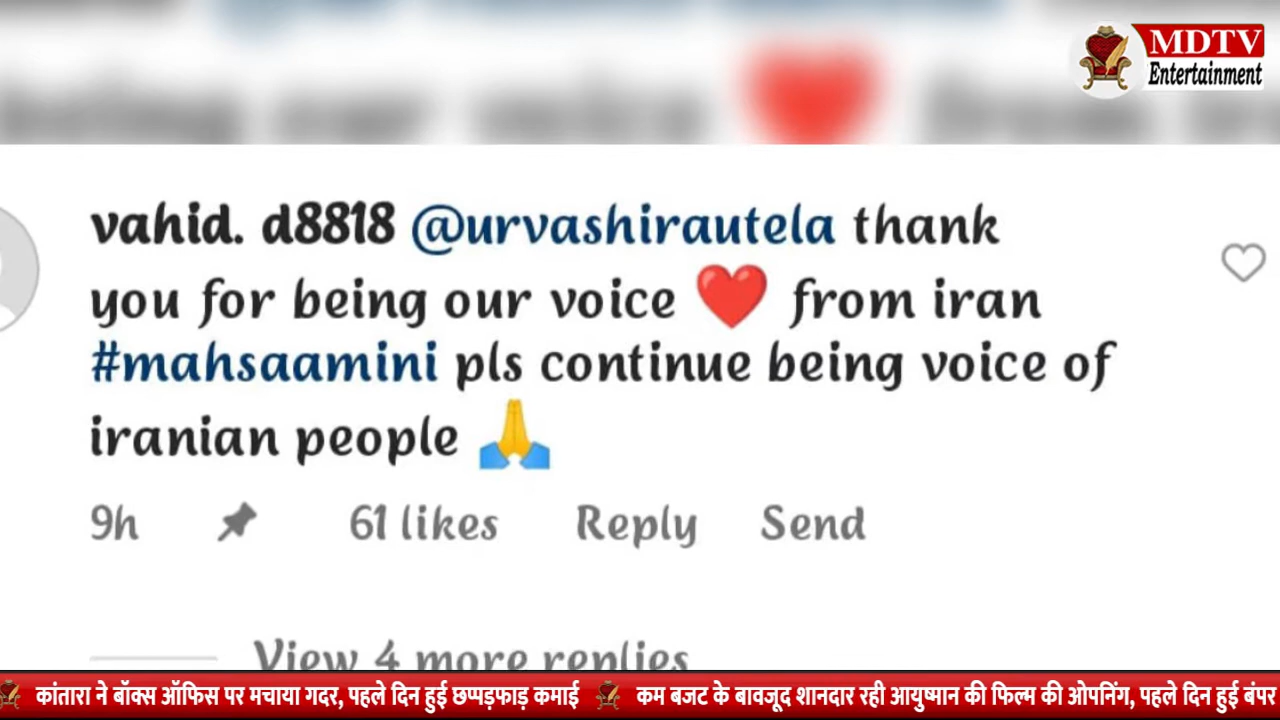 MDTV
Entertainment
vahid. d8818 @urvashirautela thank
you for being our voice ❤️ from iran
#mahsaamini pls continue being voice of
iranian people 🙏
9h 61 likes Reply Send
View 4 more replies
कांतारा ने बॉक्स ऑफिस पर मचाया गदर, पहले दिन हुई छप्पड़फाड़ कमाई कम बजट के बावजूद शानदार रही आयुष्मान की फिल्म की ओपनिंग, पहले दिन हुई बंपर